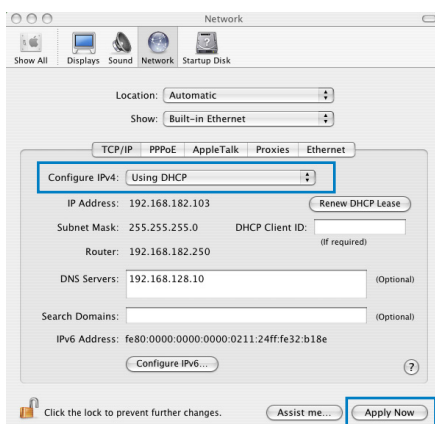 Network
Show All Displays Sound Network Startup Disk
Location: Automatic
Show: Built-in Ethernet
TCP/IP PPPoE AppleTalk Proxies Ethernet
Configure IPv4: Using DHCP
IP Address: 192.168.182.103 Renew DHCP Lease
Subnet Mask: 255.255.255.0 DHCP Client ID:
(If required)
Router: 192.168.182.250
DNS Servers: 192.168.128.10 (Optional)
Search Domains: (Optional)
IPv6 Address: fe80:0000:0000:0000:0211:24ff:fe32:b18e
Configure IPv6... ?
Click the lock to prevent further changes. Assist me... Apply Now